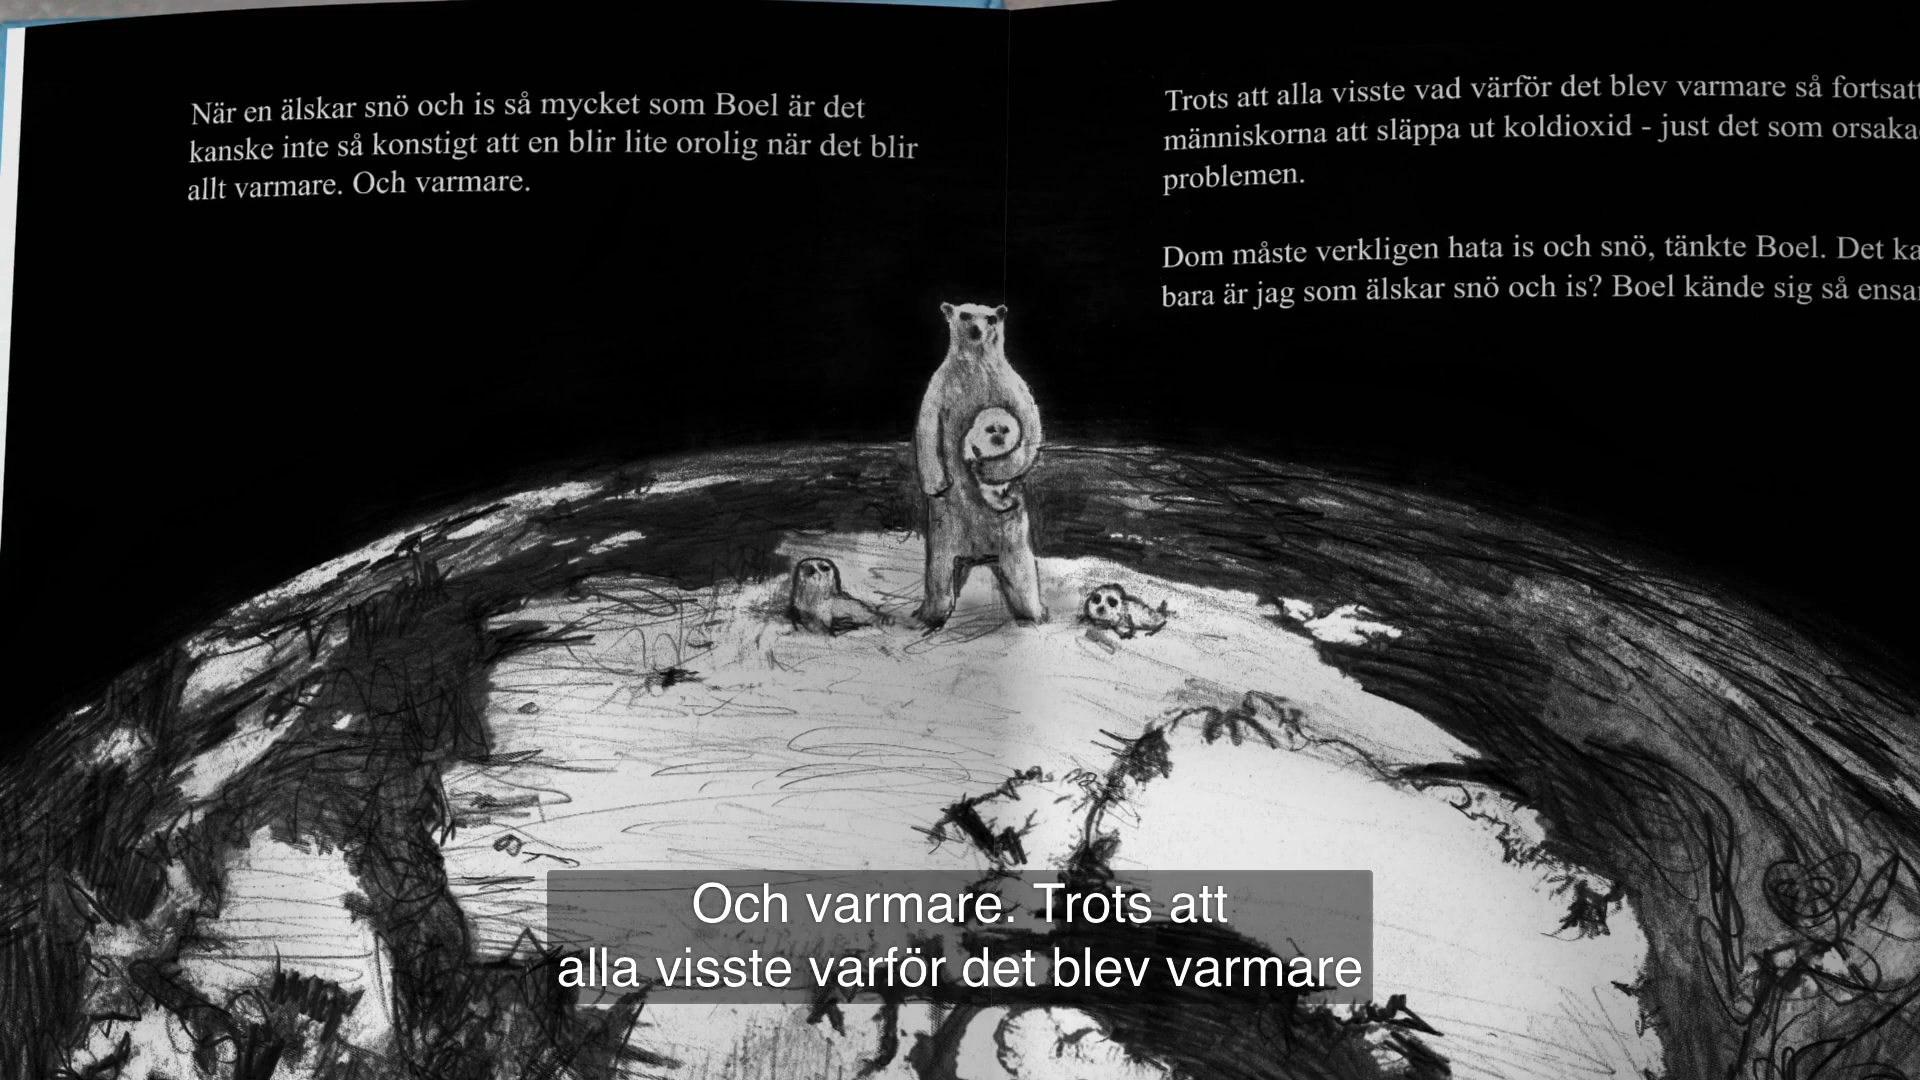 När en älskar snö och is så mycket som Boel är det
kanske inte så konstigt att en blir lite orolig när det blir
allt varmare. Och varmare.
Trots att alla visste vad värför det blev varmare så
människorna att släppa ut koldioxid - just det som
problemen.
Dom måste verkligen hata is och snö, tänkte Boel. Det
bara är jag som älskar snö och is? Boel kände sig så
Och varmare. Trots att
alla visste varför det blev varmare